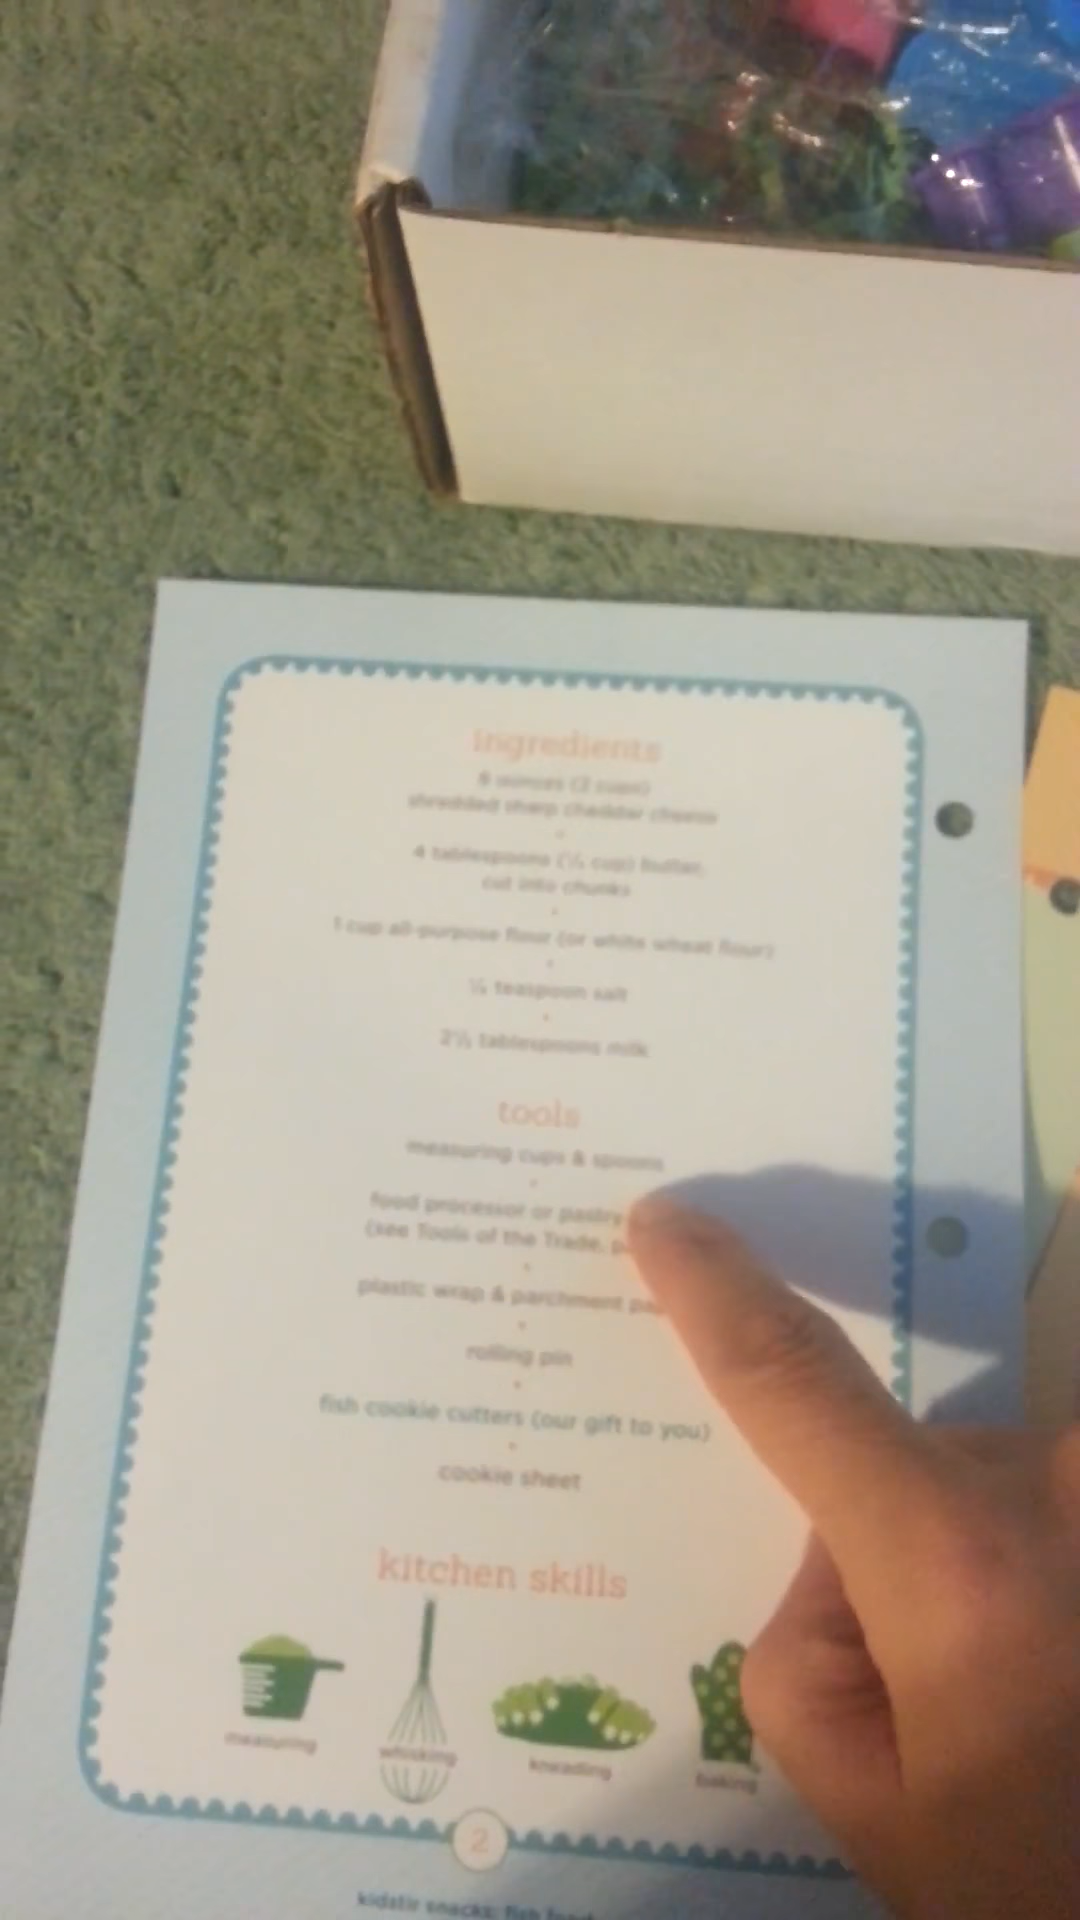 ingredients
ounces (2 cups)
shredded sharp cheddar cheese
4 tablespoons (¼ cup) butter,
cut into chunks
1 cup all-purpose flour (or white wheat flour)
teaspoon salt
2½ tablespoons milk
tools
measuring cups & spoons
food processor or pastry
(see Tools of the Trade,
plastic wrap & parchment
rolling pin
fish cookie cutters (our gift to you)
cookie sheet
kitchen skills
measuring
whisking
kneading
baking
2
kidstir snacks: fish